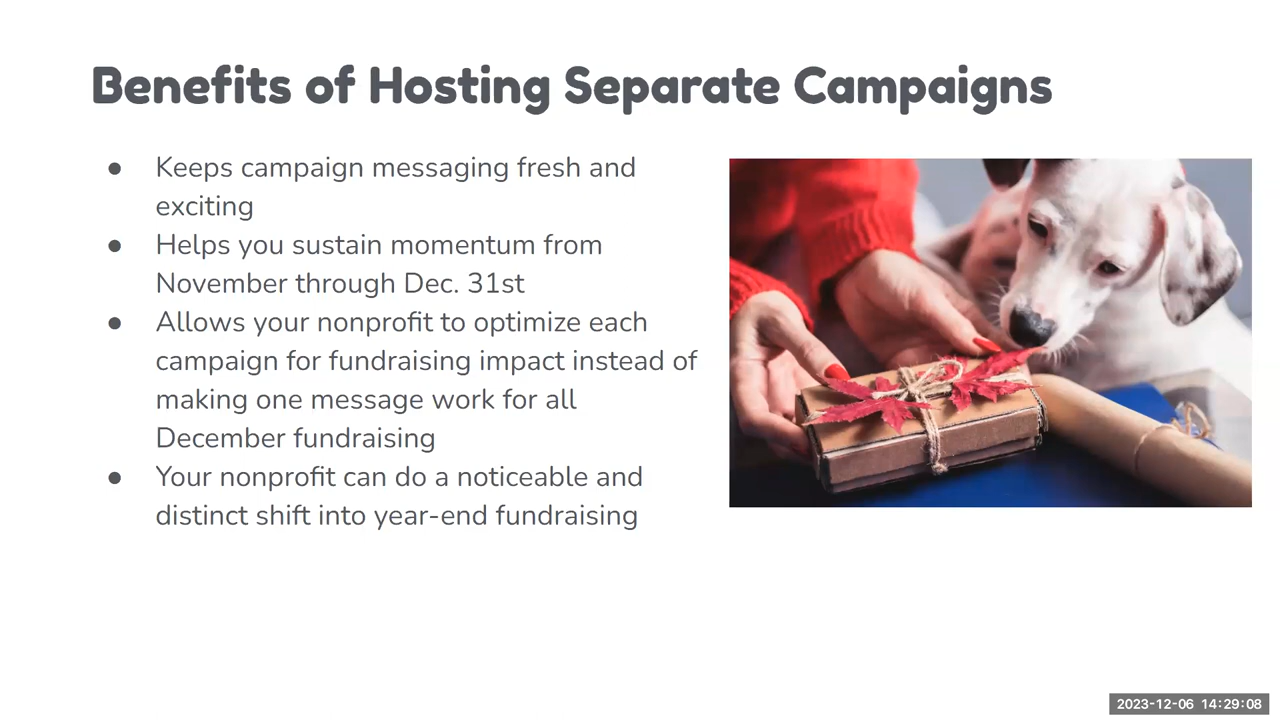 Benefits of Hosting Separate Campaigns
● Keeps campaign messaging fresh and
exciting
● Helps you sustain momentum from
November through Dec. 31st
● Allows your nonprofit to optimize each
campaign for fundraising impact instead of
making one message work for all
December fundraising
● Your nonprofit can do a noticeable and
distinct shift into year-end fundraising
2023-12-06 14:29:08